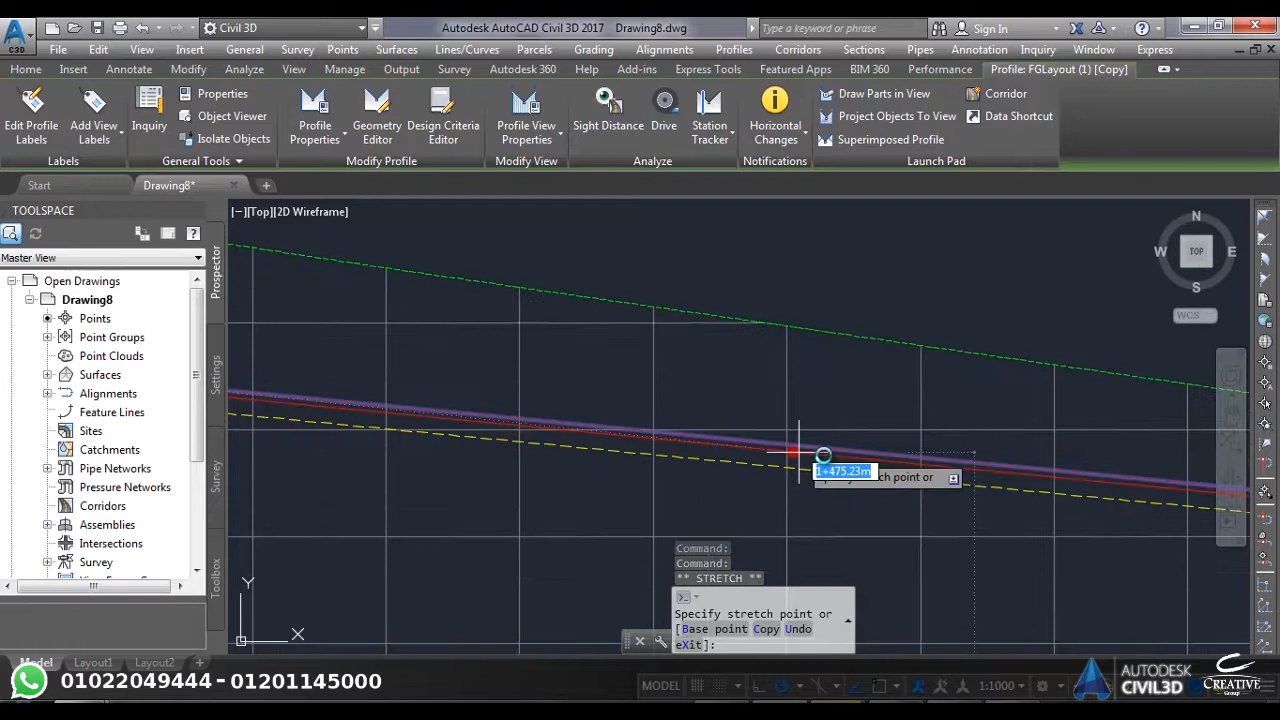 Civil 3D
Autodesk AutoCAD Civil 3D 2017 Drawing8.dwg
Type a keyword or phrase
Sign In
C3D
File Edit View Insert General Survey Points Surfaces Lines/Curves Parcels Grading Alignments Profiles Corridors Sections Pipes Annotation Inquiry Window Express
Home Insert Annotate Modify Analyze View Manage Output Survey Autodesk 360 Help Add-ins Express Tools Featured Apps BIM 360 Performance Profile: FGLayout (1) [Copy]
Edit Profile Labels
Add View Labels
Inquiry
Properties
Object Viewer
Isolate Objects
Profile Properties
Geometry Editor
Design Criteria Editor
Profile View Properties
Sight Distance
Drive
Station Tracker
Horizontal Changes
Draw Parts in View
Project Objects To View
Superimposed Profile
Corridor
Data Shortcut
Labels
General Tools
Modify Profile
Modify View
Analyze
Notifications
Launch Pad
Start
Drawing8*
TOOLSPACE
Master View
Open Drawings
Drawing8
Points
Point Groups
Point Clouds
Surfaces
Alignments
Feature Lines
Sites
Catchments
Pipe Networks
Pressure Networks
Corridors
Assemblies
Intersections
Survey
Prospector
Settings
Survey
Toolbox
[−][Top][2D Wireframe]
N
W
TOP
E
S
WCS
1+475.23m
point or
Y
X
Command:
Command:
** STRETCH **
Specify stretch point or
[Base point Copy Undo
eXit]:
Model Layout1 Layout2
MODEL
1:1000
01022049444 - 01201145000
AUTODESK
CIVIL3D
CREATIVE
Group